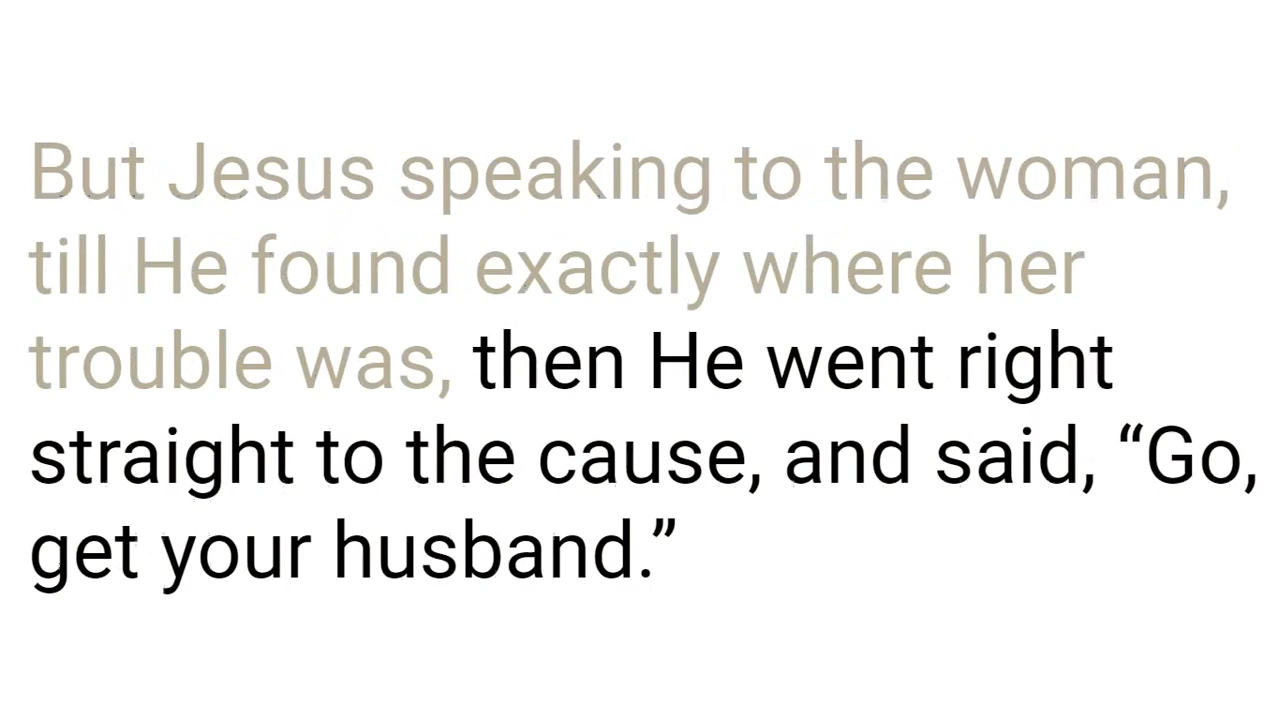 But Jesus speaking to the woman,
till He found exactly where her
trouble was, then He went right
straight to the cause, and said, “Go,
get your husband.”